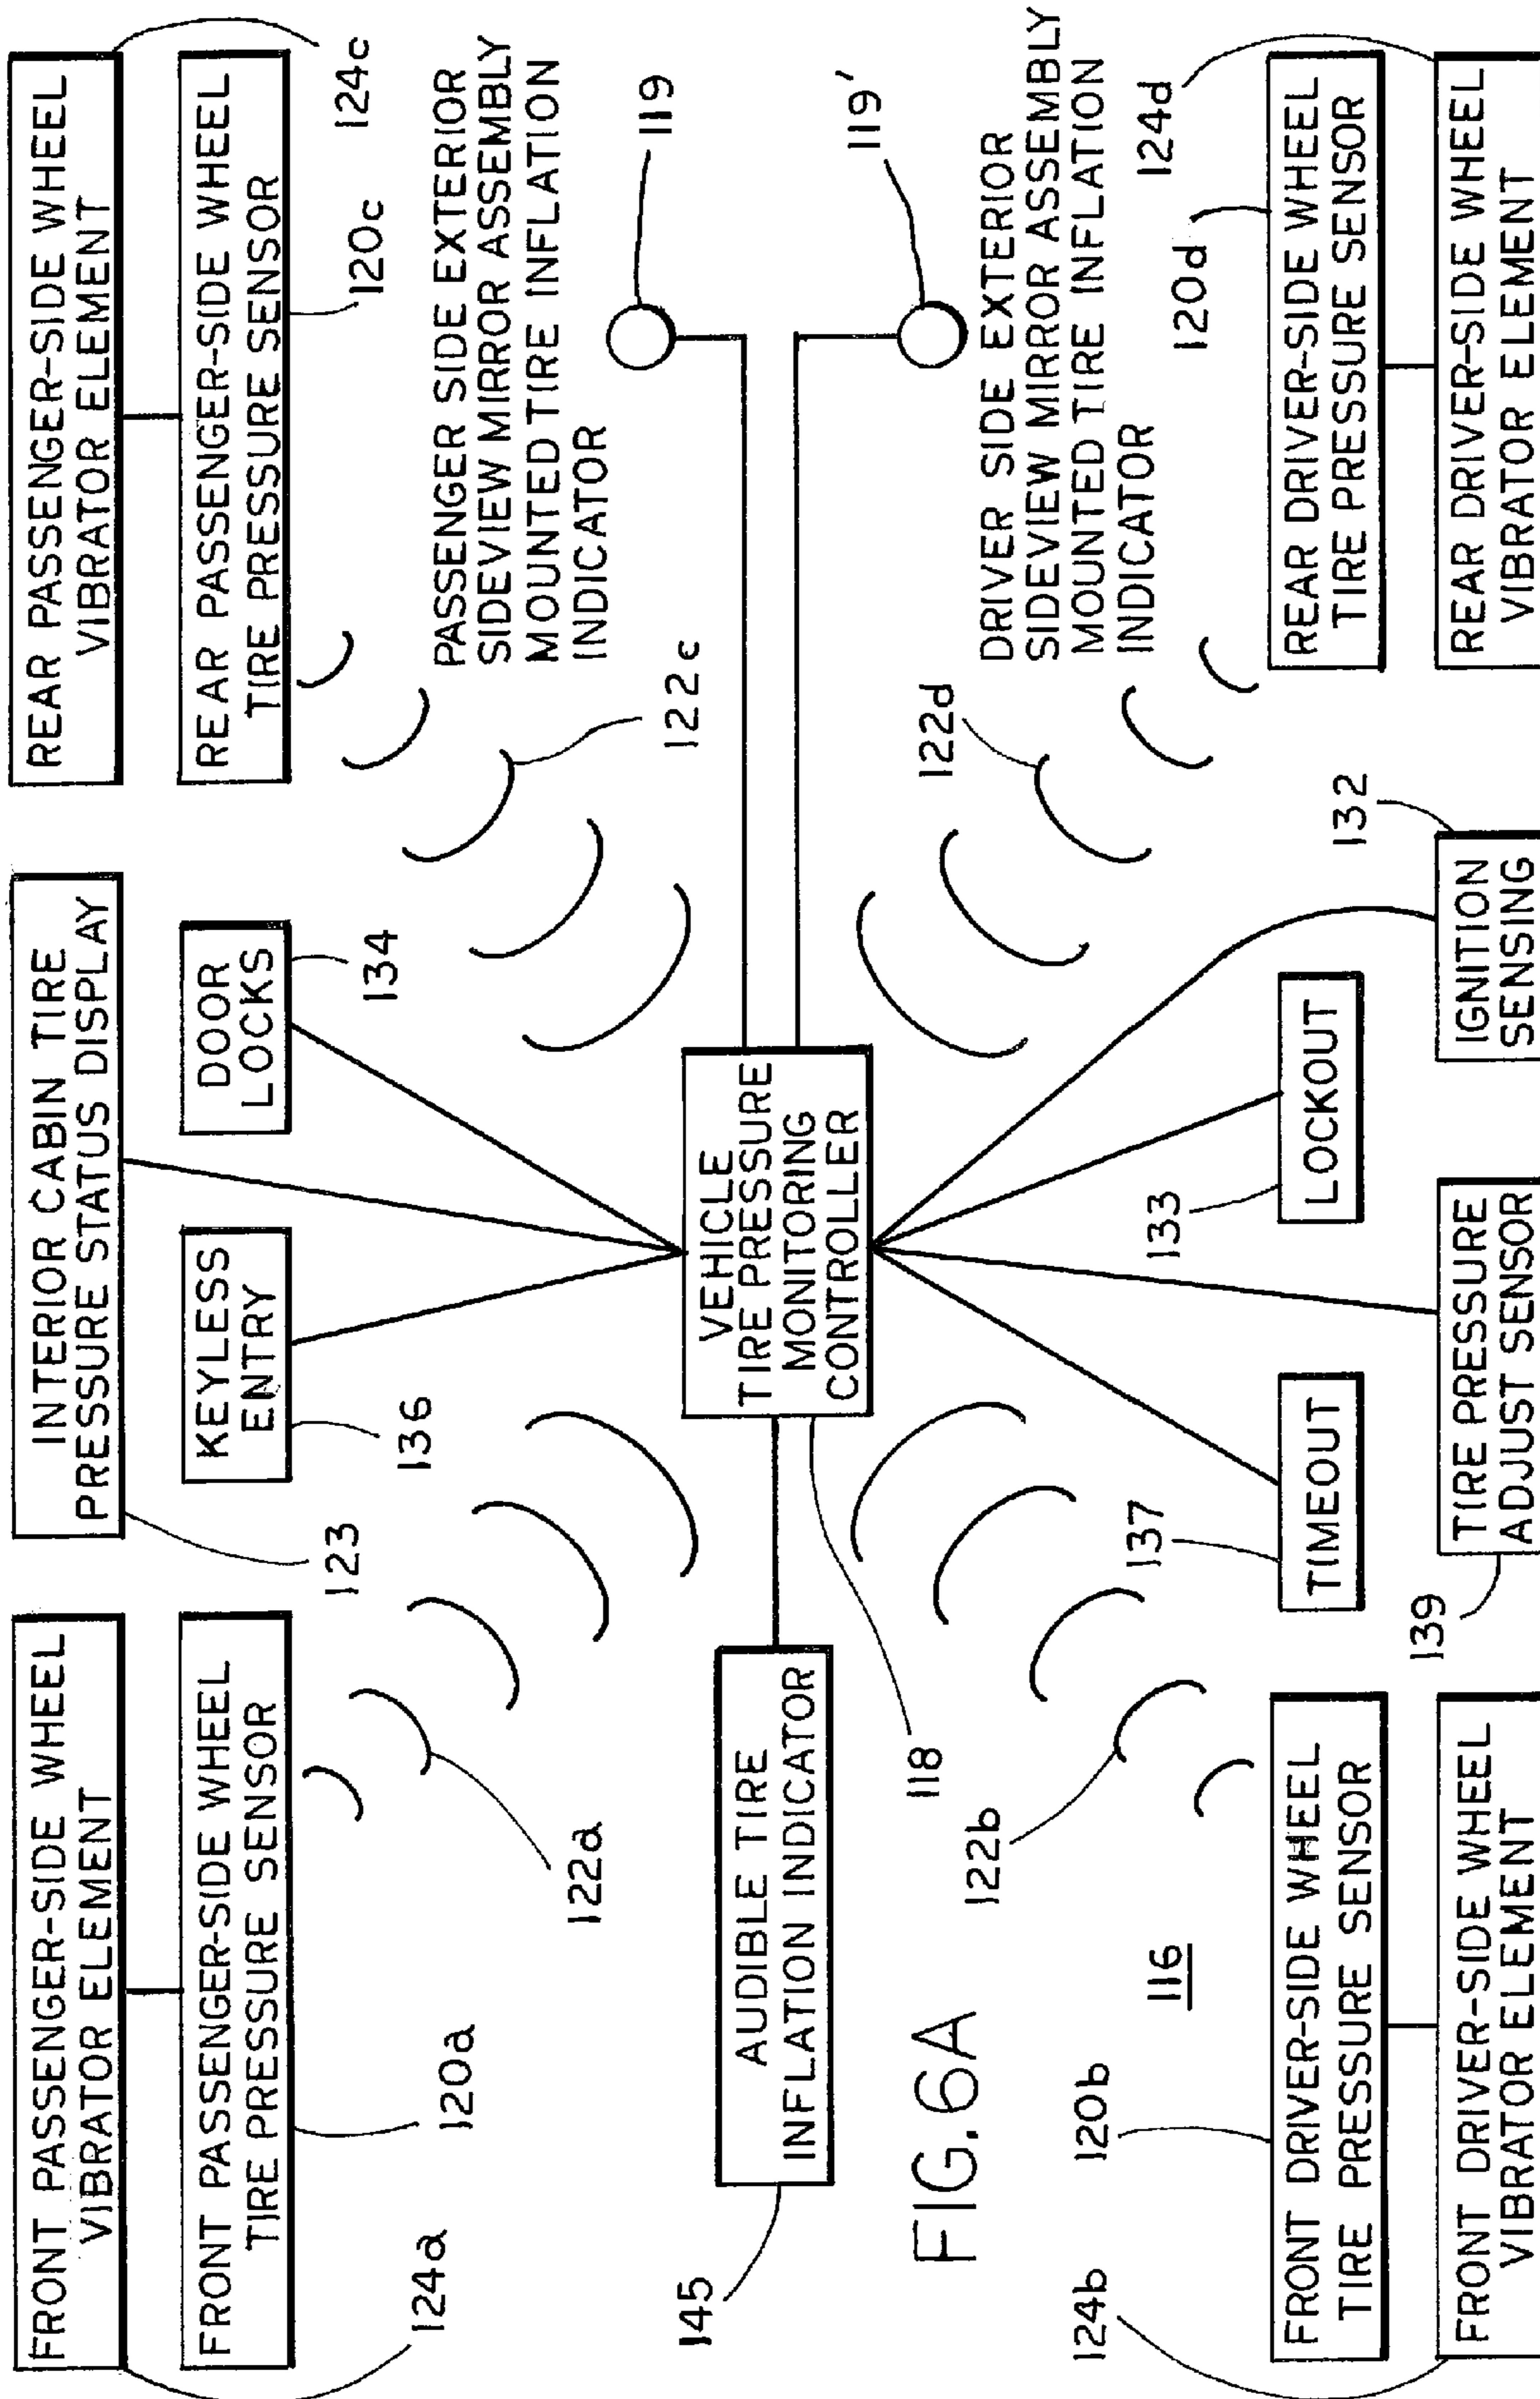 FRONT PASSENGER-SIDE WHEEL
VIBRATOR ELEMENT
124a
FRONT PASSENGER-SIDE WHEEL
TIRE PRESSURE SENSOR
120a
122a
INTERIOR CABIN TIRE
PRESSURE STATUS DISPLAY
123
KEYLESS
ENTRY
136
DOOR
LOCKS
134
REAR PASSENGER-SIDE WHEEL
VIBRATOR ELEMENT
124c
REAR PASSENGER-SIDE WHEEL
TIRE PRESSURE SENSOR
120c
122c
PASSENGER SIDE EXTERIOR
SIDEVIEW MIRROR ASSEMBLY
MOUNTED TIRE INFLATION
INDICATOR
119
145
AUDIBLE TIRE
INFLATION INDICATOR
VEHICLE
TIRE PRESSURE
MONITORING
CONTROLLER
118
119'
DRIVER SIDE EXTERIOR
SIDEVIEW MIRROR ASSEMBLY
MOUNTED TIRE INFLATION
INDICATOR
FIG. 6A
116
122b
122d
124b
120b
FRONT DRIVER-SIDE WHEEL
TIRE PRESSURE SENSOR
FRONT DRIVER-SIDE WHEEL
VIBRATOR ELEMENT
137
TIMEOUT
139
TIRE PRESSURE
ADJUST SENSOR
133
LOCKOUT
132
IGNITION
SENSING
120d
124d
REAR DRIVER-SIDE WHEEL
TIRE PRESSURE SENSOR
REAR DRIVER-SIDE WHEEL
VIBRATOR ELEMENT